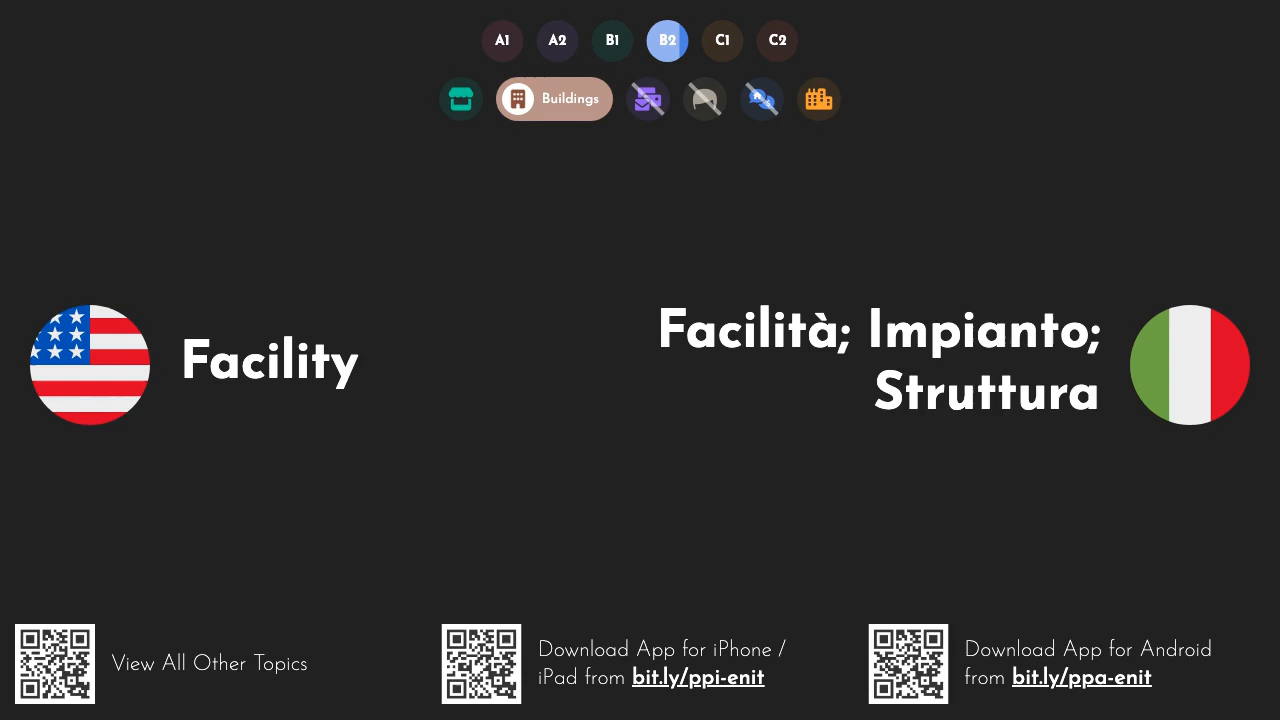 A1 A2 B1 B2 C1 C2
Buildings
Facility
Facilità; Impianto;
Struttura
View All Other Topics
Download App for iPhone /
iPad from bit.ly/ppi-enit
Download App for Android
from bit.ly/ppa-enit